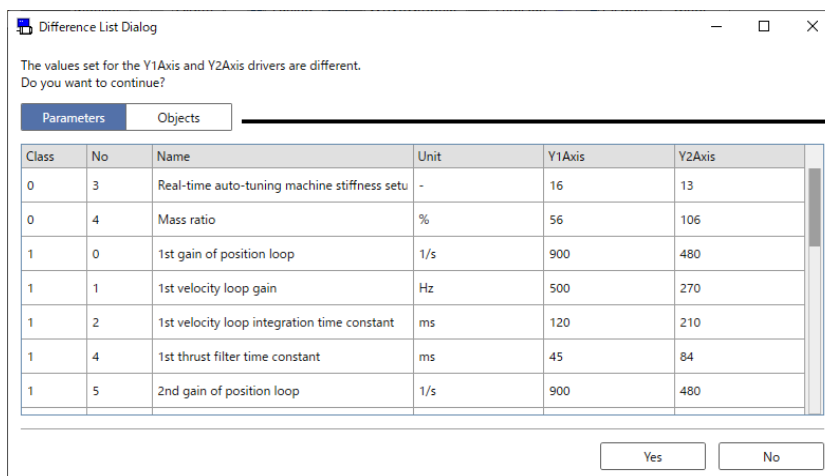 Difference List Dialog
The values set for the Y1Axis and Y2Axis drivers are different.
Do you want to continue?
Parameters Objects
Class No Name Unit Y1Axis Y2Axis
0 3 Real-time auto-tuning machine stiffness setu - 16 13
0 4 Mass ratio % 56 106
1 0 1st gain of position loop 1/s 900 480
1 1 1st velocity loop gain Hz 500 270
1 2 1st velocity loop integration time constant ms 120 210
1 4 1st thrust filter time constant ms 45 84
1 5 2nd gain of position loop 1/s 900 480
Yes No